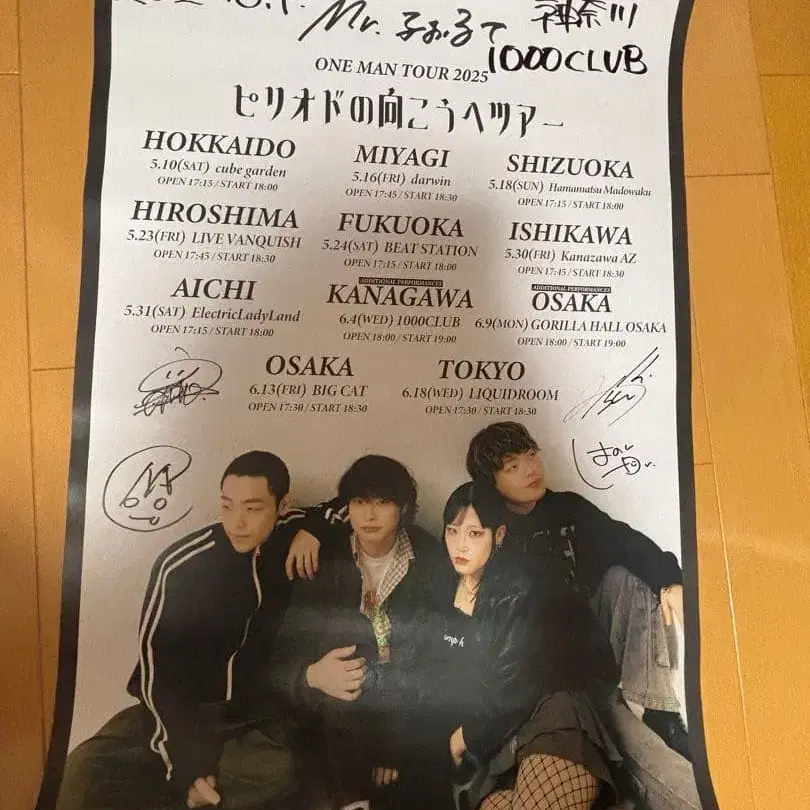 Mr. ふぉるて 神奈川
1000CLUB
ONE MAN TOUR 2025
ピリオドの向こうへツアー
HOKKAIDO
5.10(SAT) cube garden
OPEN 17:15 / START 18:00
MIYAGI
5.16(FRI) darwin
OPEN 17:45 / START 18:30
SHIZUOKA
5.18(SUN) Hamamatsu Madowaku
OPEN 17:15 / START 18:00
HIROSHIMA
5.23(FRI) LIVE VANQUISH
OPEN 17:45 / START 18:30
FUKUOKA
5.24(SAT) BEAT STATION
OPEN 17:15 / START 18:00
ISHIKAWA
5.30(FRI) Kanazawa AZ
OPEN 17:45 / START 18:30
AICHI
5.31(SAT) ElectricLadyLand
OPEN 17:15 / START 18:00
ADDITIONAL PERFORMANCES
KANAGAWA
6.4(WED) 1000CLUB
OPEN 18:00 / START 19:00
ADDITIONAL PERFORMANCES
OSAKA
6.9(MON) GORILLA HALL OSAKA
OPEN 18:00 / START 19:00
OSAKA
6.13(FRI) BIG CAT
OPEN 17:30 / START 18:30
TOKYO
6.18(WED) LIQUIDROOM
OPEN 17:30 / START 18:30